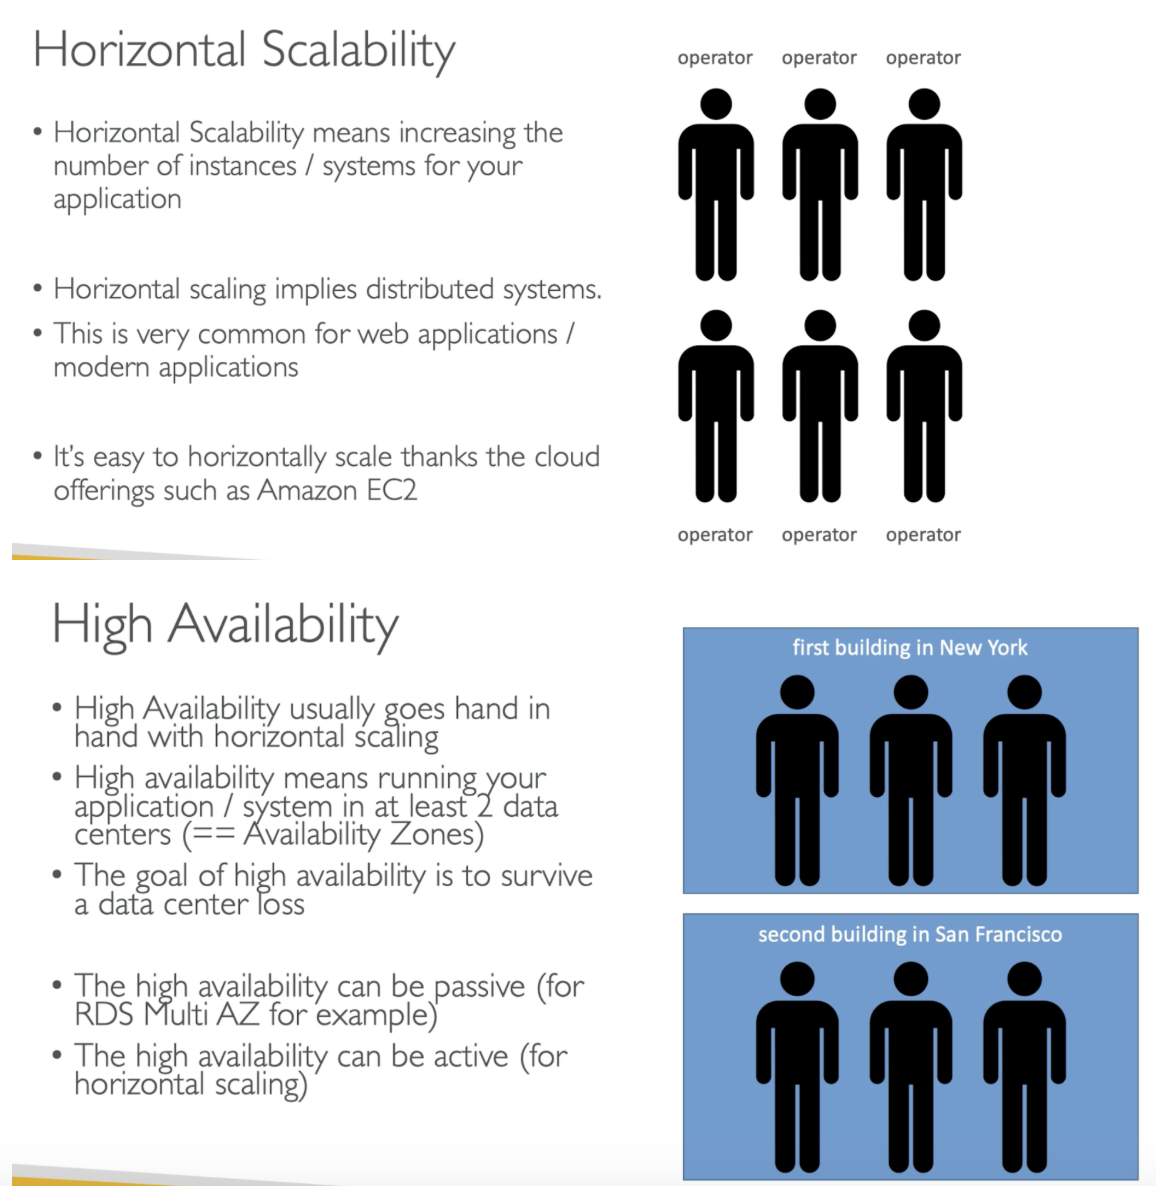 Horizontal Scalability
• Horizontal Scalability means increasing the
number of instances / systems for your
application
• Horizontal scaling implies distributed systems.
• This is very common for web applications /
modern applications
• It's easy to horizontally scale thanks the cloud
offerings such as Amazon EC2
operator operator operator
operator operator operator
High Availability
• High Availability usually goes hand in
hand with horizontal scaling
• High availability means running your
application / system in at least 2 data
centers (== Availability Zones)
• The goal of high availability is to survive
a data center loss
• The high availability can be passive (for
RDS Multi AZ for example)
• The high availability can be active (for
horizontal scaling)
first building in New York
second building in San Francisco